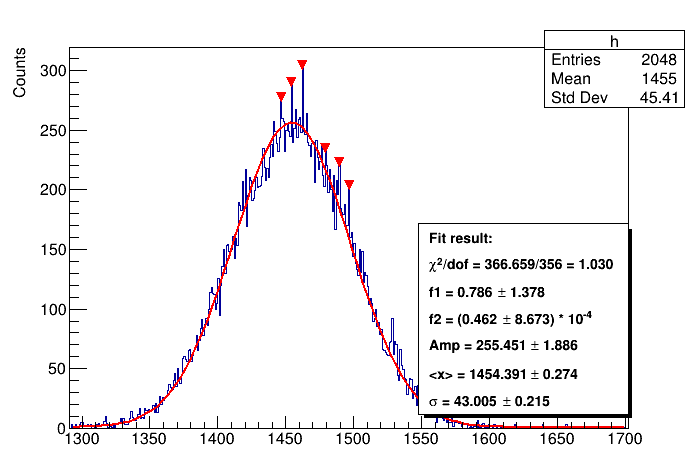 h
Entries 2048
Mean 1455
Std Dev 45.41
Counts
300
250
200
150
100
50
0
Fit result:
χ²/dof = 366.659/356 = 1.030
f1 = 0.786 ± 1.378
f2 = (0.462 ± 8.673) * 10⁻⁴
Amp = 255.451 ± 1.886
<x> = 1454.391 ± 0.274
σ = 43.005 ± 0.215
1300 1350 1400 1450 1500 1550 1600 1650 1700